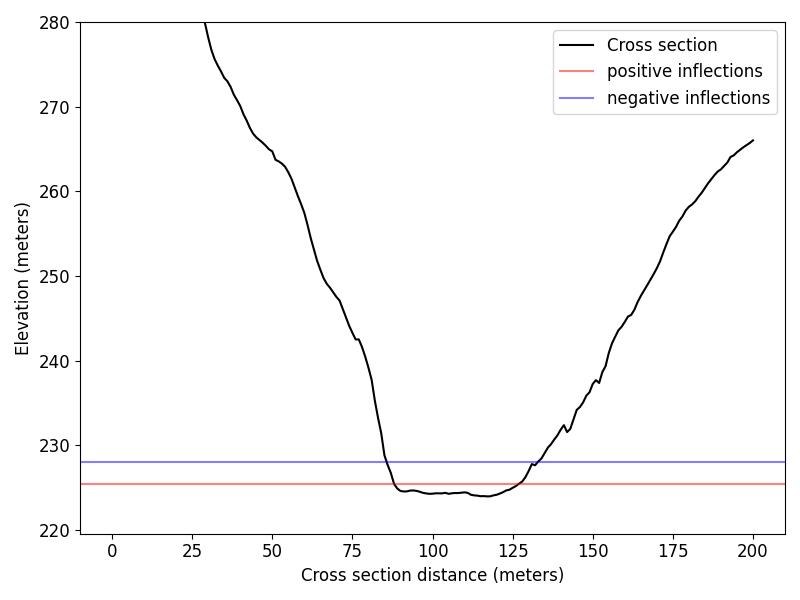 Cross section
positive inflections
negative inflections
280
270
260
250
240
230
220
Elevation (meters)
0 25 50 75 100 125 150 175 200
Cross section distance (meters)